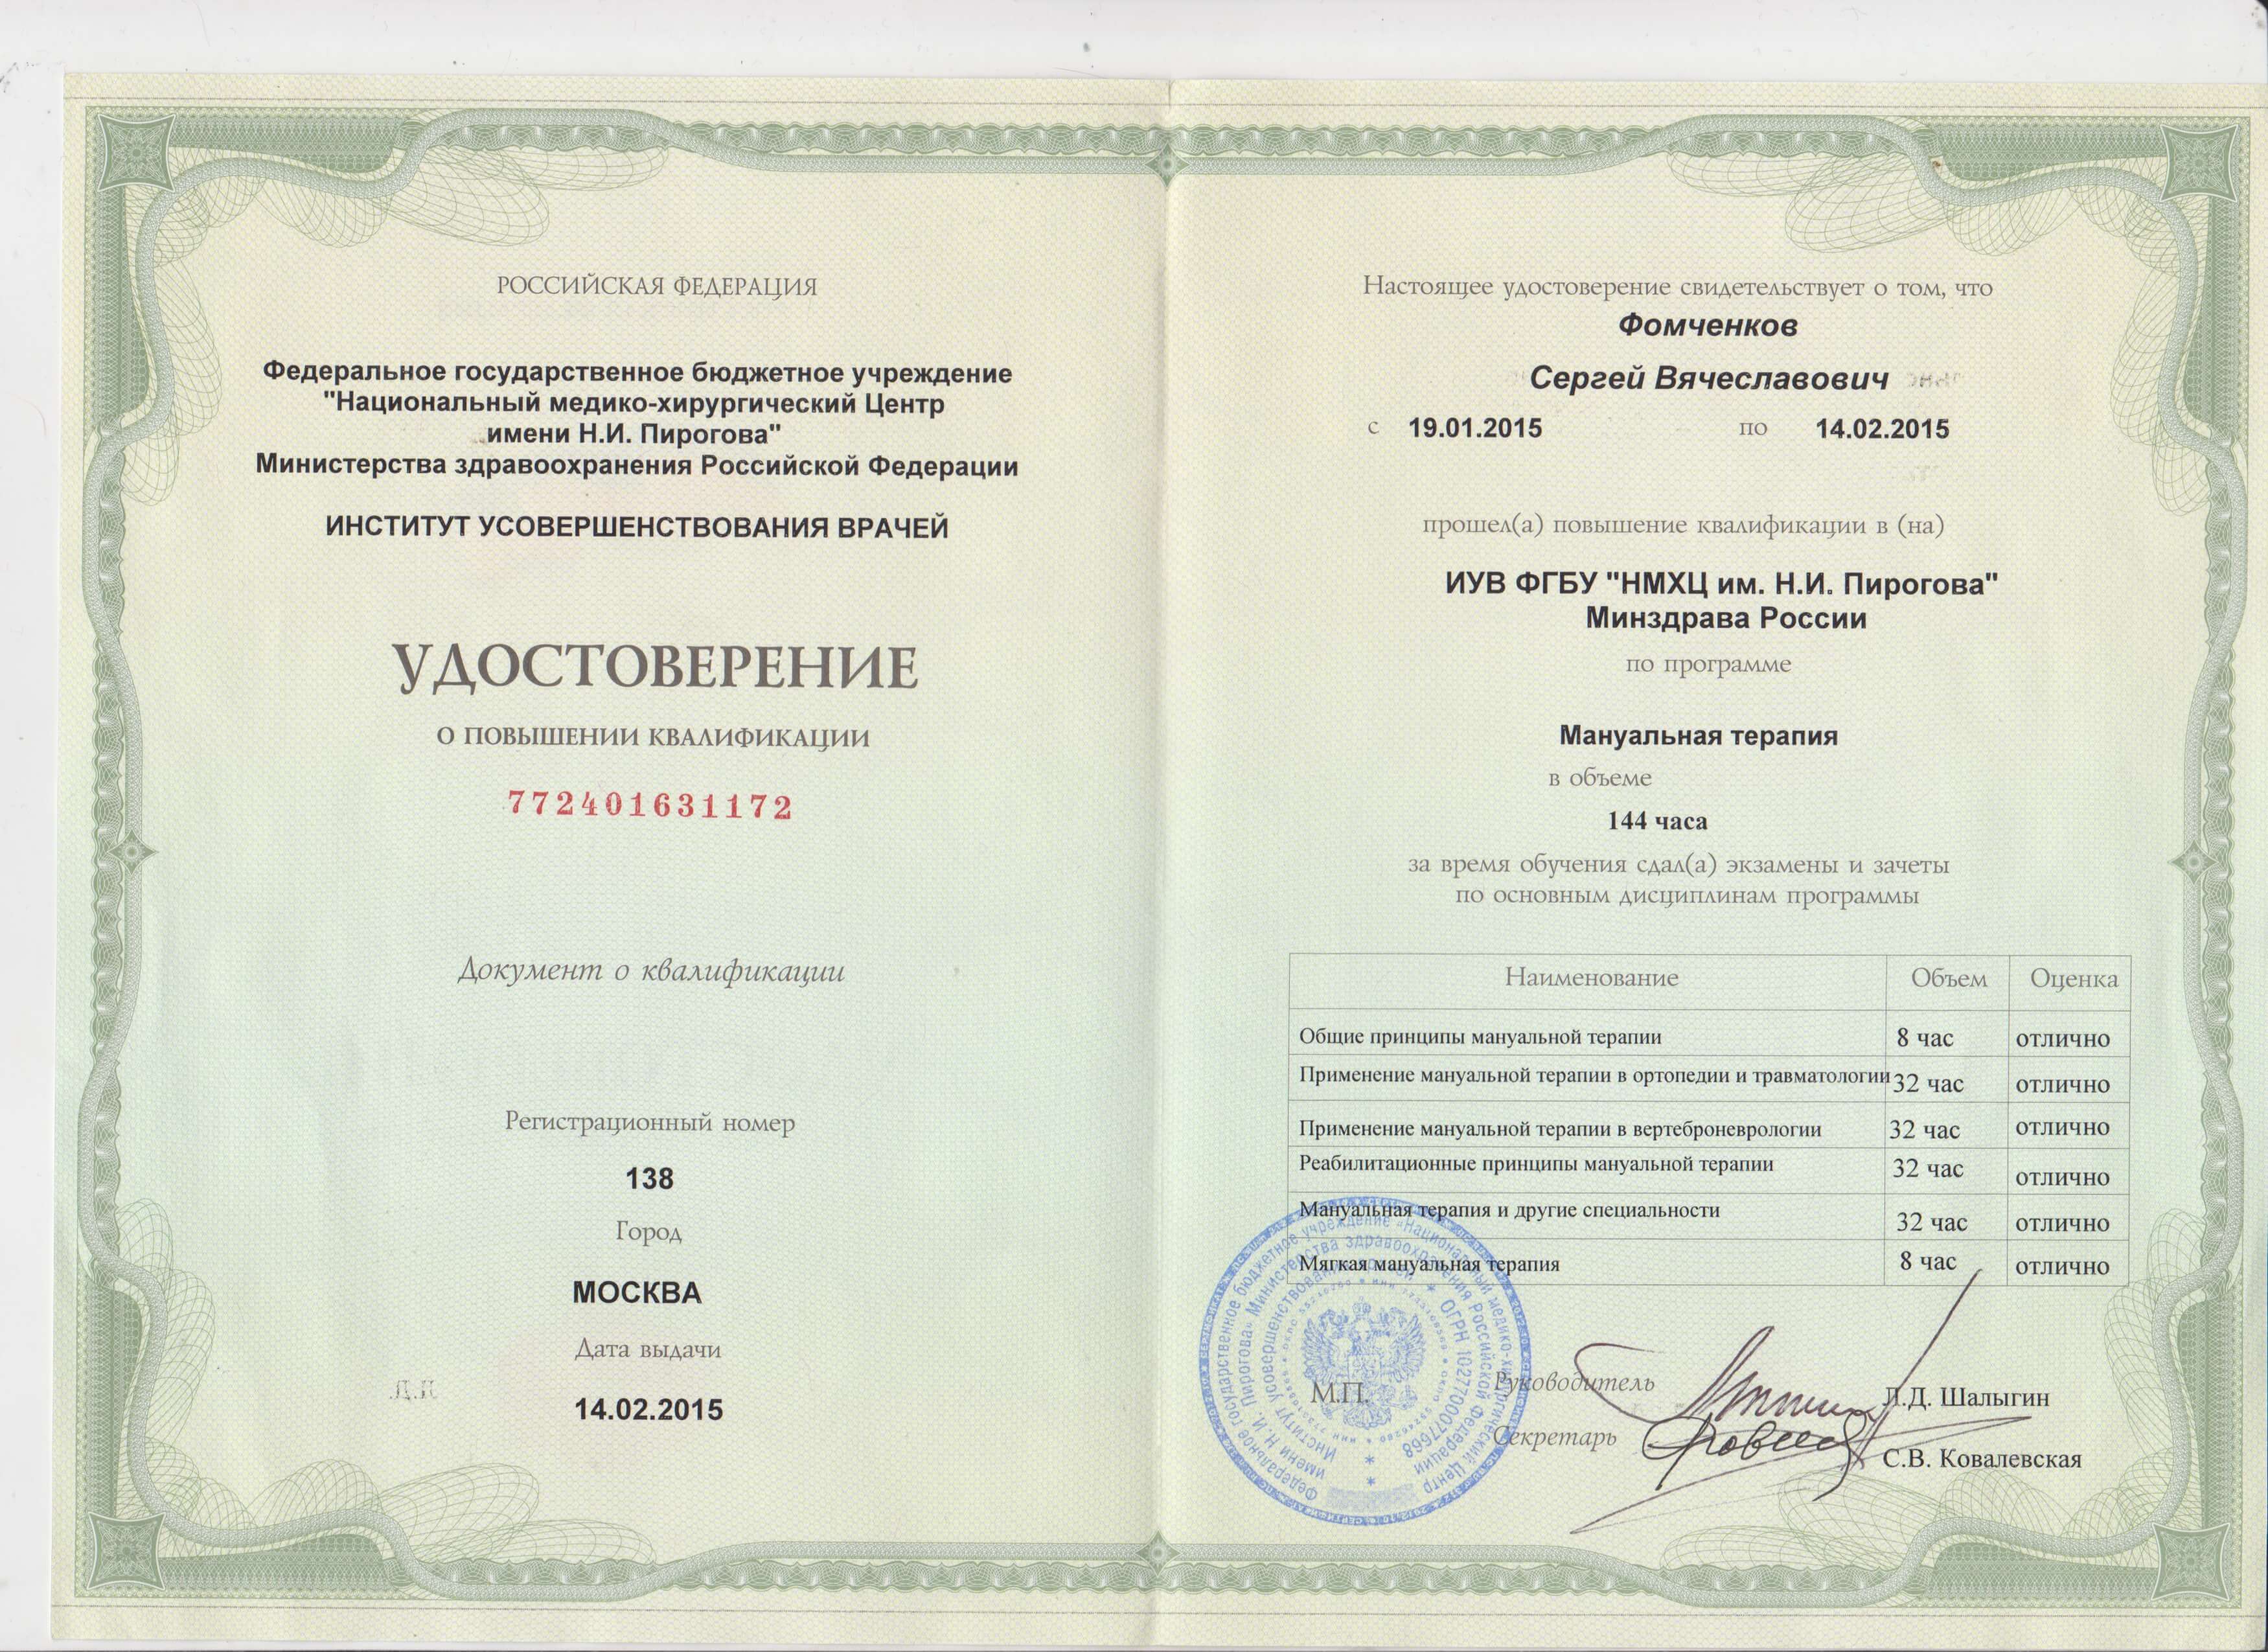 РОССИЙСКАЯ ФЕДЕРАЦИЯ
Федеральное государственное бюджетное учреждение
"Национальный медико-хирургический Центр
имени Н.И. Пирогова"
Министерства здравоохранения Российской Федерации
ИНСТИТУТ УСОВЕРШЕНСТВОВАНИЯ ВРАЧЕЙ
УДОСТОВЕРЕНИЕ
О ПОВЫШЕНИИ КВАЛИФИКАЦИИ
772401631172
Документ о квалификации
Регистрационный номер
138
Город
МОСКВА
Дата выдачи
14.02.2015
Настоящее удостоверение свидетельствует о том, что
Фомченков
Сергей Вячеславович
с 19.01.2015 по 14.02.2015
прошел(а) повышение квалификации в (на)
ИУВ ФГБУ "НМХЦ им. Н.И. Пирогова"
Минздрава России
по программе
Мануальная терапия
в объеме
144 часа
за время обучения сдал(а) экзамены и зачеты
по основным дисциплинам программы
Наименование Объем Оценка
Общие принципы мануальной терапии 8 час отлично
Применение мануальной терапии в ортопедии и травматологии 32 час отлично
Применение мануальной терапии в вертеброневрологии 32 час отлично
Реабилитационные принципы мануальной терапии 32 час отлично
Мануальная терапия и другие специальности 32 час отлично
Мягкая мануальная терапия 8 час отлично
Федеральное государственное бюджетное учреждение «Национальный медико-хирургический Центр
имени Н.И. Пирогова» Министерства здравоохранения Российской Федерации
Институт усовершенствования врачей * ОГРН 1027700077668
М.П.
Руководитель Л.Д. Шалыгин
Секретарь С.В. Ковалевская